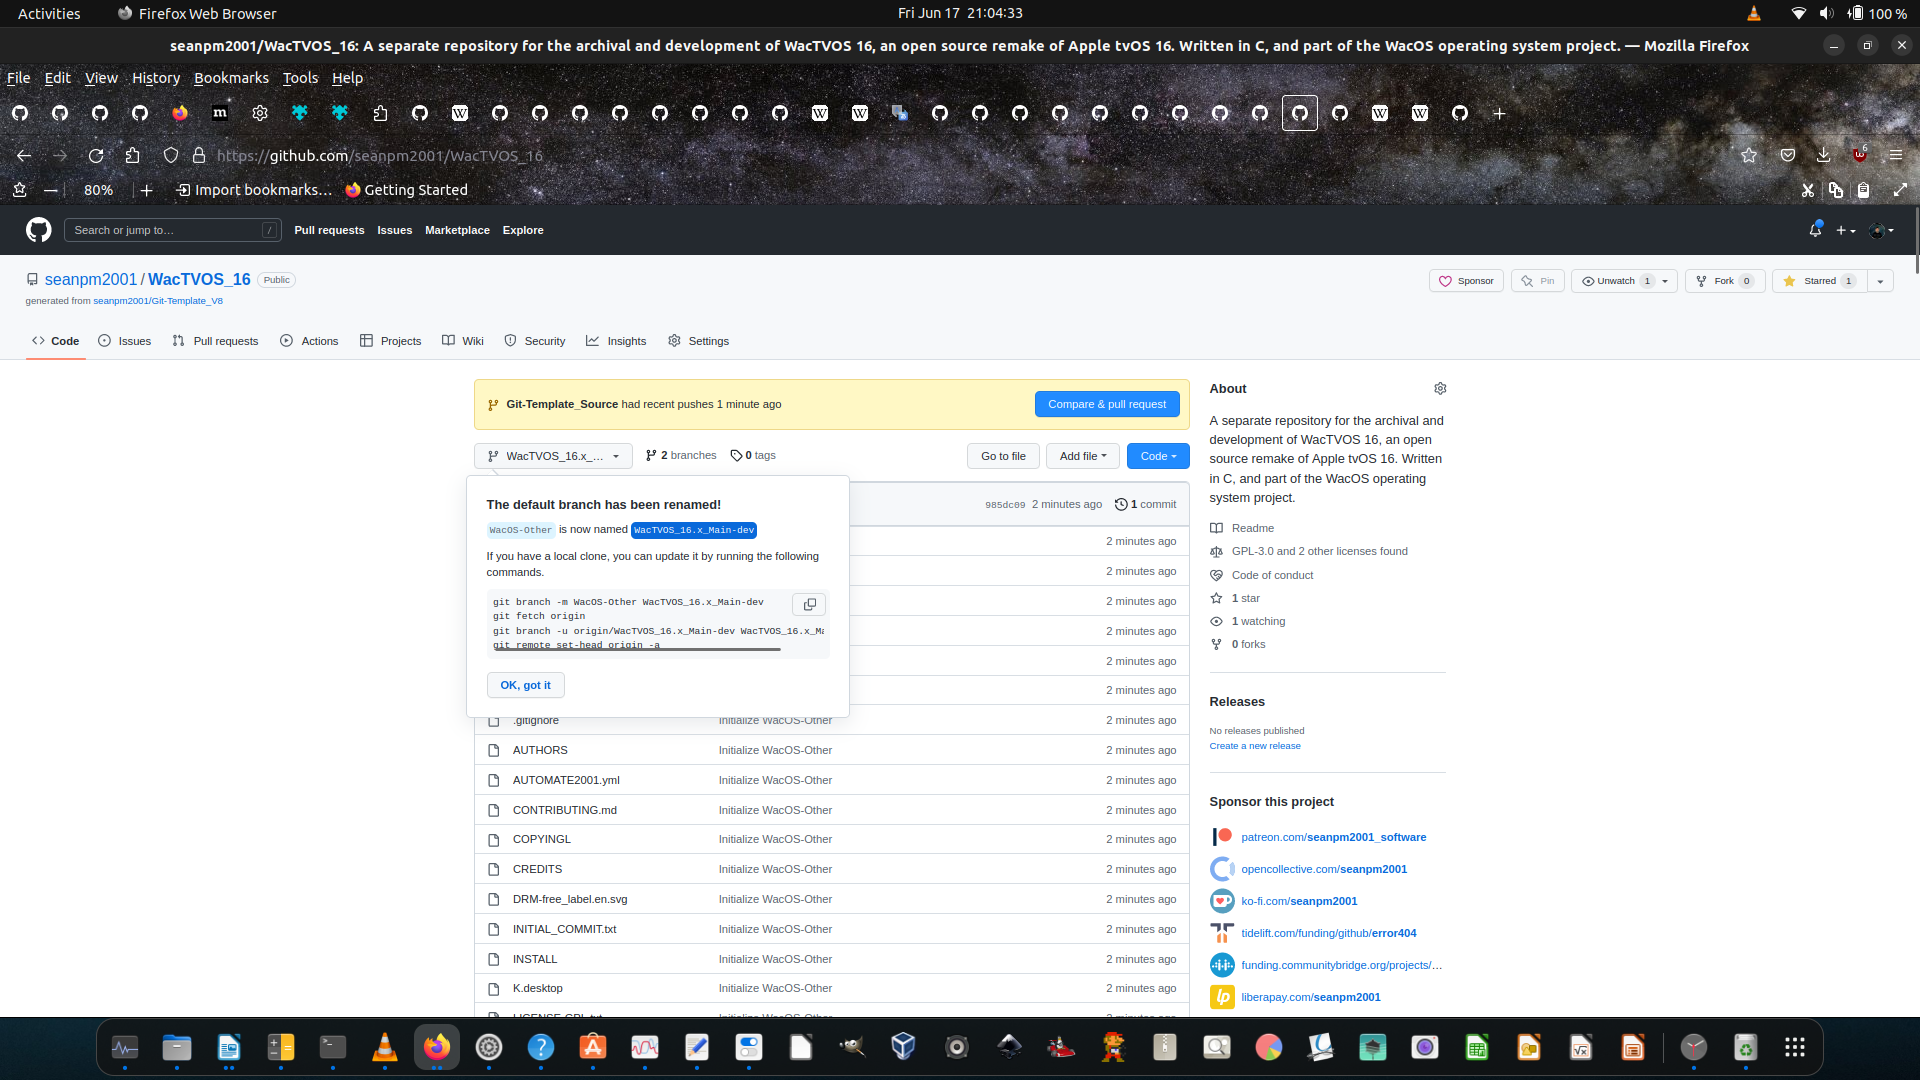 Activities
Firefox Web Browser
Fri Jun 17 21:04:33
100 %
seanpm2001/WacTVOS_16: A separate repository for the archival and development of WacTVOS 16, an open source remake of Apple tvOS 16. Written in C, and part of the WacOS operating system project. — Mozilla Firefox
File Edit View History Bookmarks Tools Help
https://github.com/seanpm2001/WacTVOS_16
6
80%
Import bookmarks…
Getting Started
Search or jump to…
/
Pull requests Issues Marketplace Explore
seanpm2001 / WacTVOS_16
Public
generated from seanpm2001/Git-Template_V8
Sponsor
Pin
Unwatch 1
Fork 0
Starred 1
Code
Issues
Pull requests
Actions
Projects
Wiki
Security
Insights
Settings
Git-Template_Source had recent pushes 1 minute ago
Compare & pull request
WacTVOS_16.x_...
2 branches
0 tags
Go to file
Add file
Code
The default branch has been renamed!
WacOS-Other is now named WacTVOS_16.x_Main-dev
If you have a local clone, you can update it by running the following
commands.
git branch -m WacOS-Other WacTVOS_16.x_Main-dev
git fetch origin
git branch -u origin/WacTVOS_16.x_Main-dev WacTVOS_16.x_Ma
git remote set-head origin -a
OK, got it
985dc09 2 minutes ago
1 commit
2 minutes ago
2 minutes ago
2 minutes ago
2 minutes ago
2 minutes ago
2 minutes ago
.gitignore Initialize WacOS-Other 2 minutes ago
AUTHORS Initialize WacOS-Other 2 minutes ago
AUTOMATE2001.yml Initialize WacOS-Other 2 minutes ago
CONTRIBUTING.md Initialize WacOS-Other 2 minutes ago
COPYINGL Initialize WacOS-Other 2 minutes ago
CREDITS Initialize WacOS-Other 2 minutes ago
DRM-free_label.en.svg Initialize WacOS-Other 2 minutes ago
INITIAL_COMMIT.txt Initialize WacOS-Other 2 minutes ago
INSTALL Initialize WacOS-Other 2 minutes ago
K.desktop Initialize WacOS-Other 2 minutes ago
About
A separate repository for the archival and
development of WacTVOS 16, an open
source remake of Apple tvOS 16. Written
in C, and part of the WacOS operating
system project.
Readme
GPL-3.0 and 2 other licenses found
Code of conduct
1 star
1 watching
0 forks
Releases
No releases published
Create a new release
Sponsor this project
patreon.com/seanpm2001_software
opencollective.com/seanpm2001
ko-fi.com/seanpm2001
tidelift.com/funding/github/error404
funding.communitybridge.org/projects/…
liberapay.com/seanpm2001